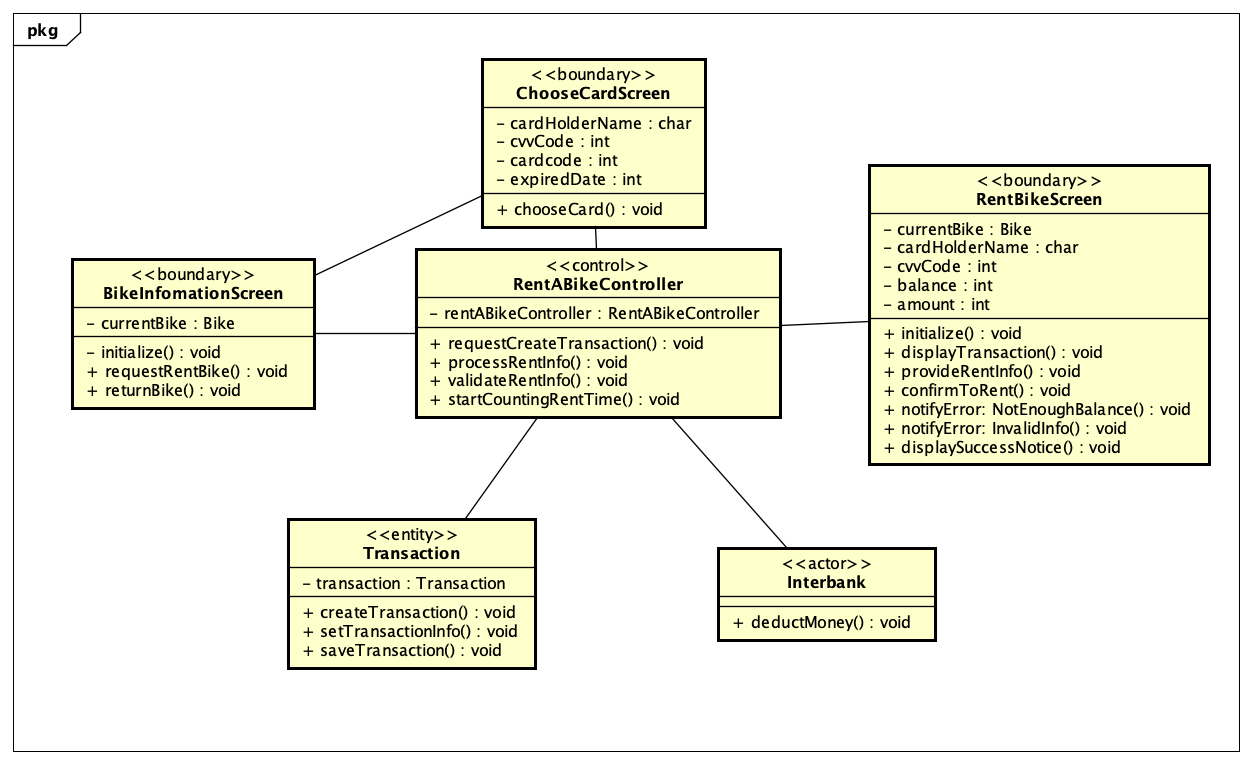 pkg
<<boundary>>
ChooseCardScreen
– cardHolderName : char
– cvvCode : int
– cardcode : int
– expiredDate : int
+ chooseCard() : void
<<boundary>>
RentBikeScreen
– currentBike : Bike
– cardHolderName : char
– cvvCode : int
– balance : int
– amount : int
+ initialize() : void
+ displayTransaction() : void
+ provideRentInfo() : void
+ confirmToRent() : void
+ notifyError: NotEnoughBalance() : void
+ notifyError: InvalidInfo() : void
+ displaySuccessNotice() : void
<<boundary>>
BikeInfomationScreen
– currentBike : Bike
– initialize() : void
+ requestRentBike() : void
+ returnBike() : void
<<control>>
RentABikeController
– rentABikeController : RentABikeController
+ requestCreateTransaction() : void
+ processRentInfo() : void
+ validateRentInfo() : void
+ startCountingRentTime() : void
<<entity>>
Transaction
– transaction : Transaction
+ createTransaction() : void
+ setTransactionInfo() : void
+ saveTransaction() : void
<<actor>>
Interbank
+ deductMoney() : void